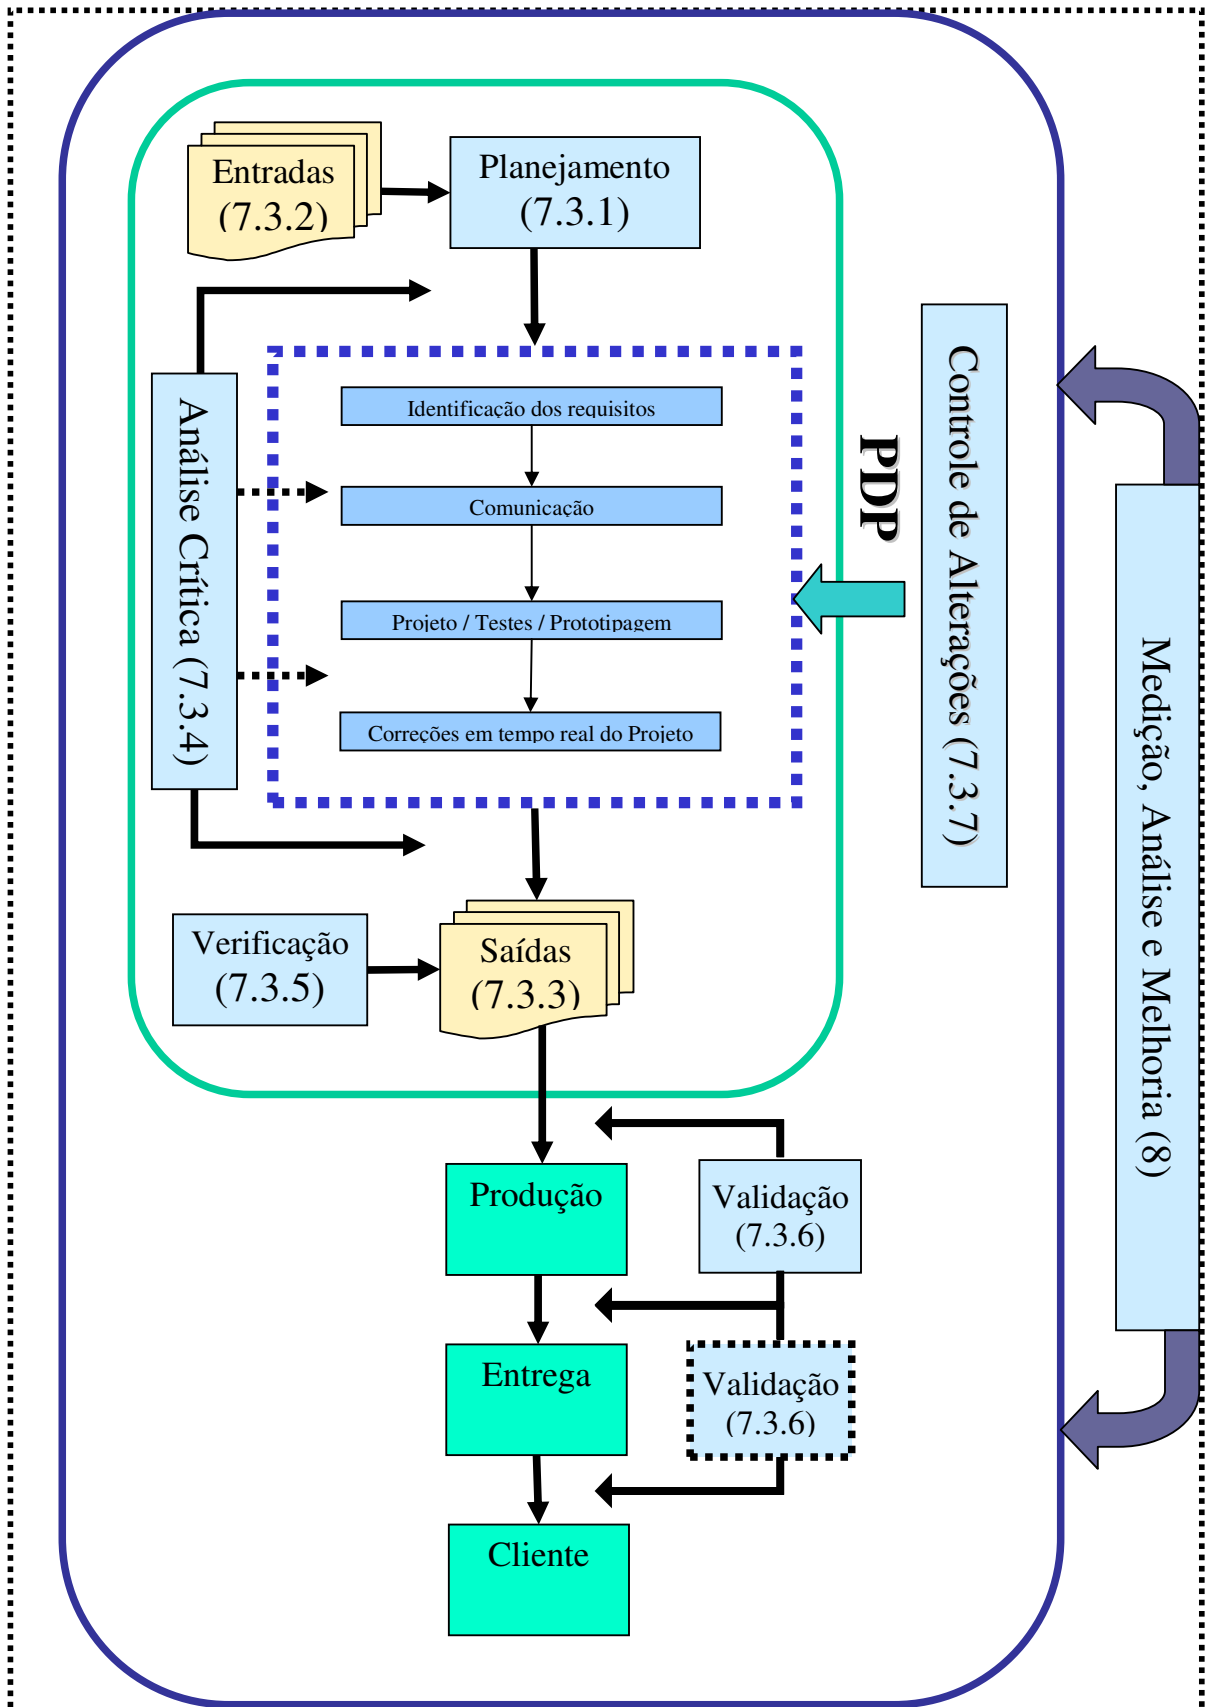 Entradas
(7.3.2)
Planejamento
(7.3.1)
Identificação dos requisitos
Comunicação
Projeto / Testes / Prototipagem
Correções em tempo real do Projeto
Análise Crítica (7.3.4)
PDP
Controle de Alterações (7.3.7)
Medição, Análise e Melhoria (8)
Verificação
(7.3.5)
Saídas
(7.3.3)
Produção
Validação
(7.3.6)
Entrega
Validação
(7.3.6)
Cliente